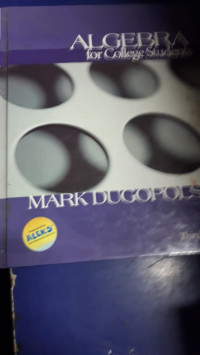 ALGEBRA
for College Students
MARK DUGOPOLS
ALEKS